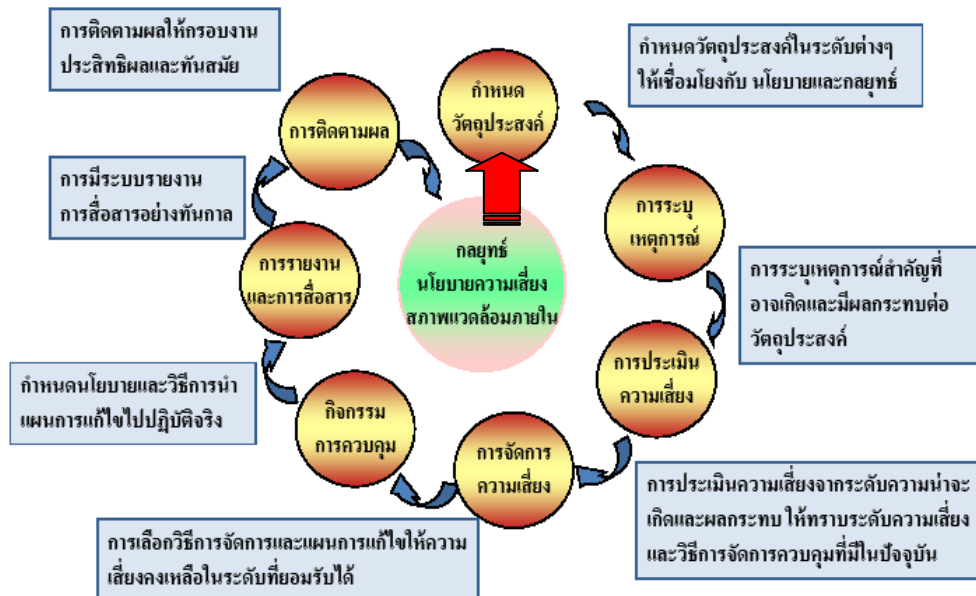 การติดตามผลให้กรอบงาน
ประสิทธิผลและทันสมัย
กำหนดวัตถุประสงค์ในระดับต่างๆ
ให้เชื่อมโยงกับ นโยบายและกลยุทธ์
กำหนด
วัตถุประสงค์
การติดตามผล
การมีระบบรายงาน
การสื่อสารอย่างทันกาล
การระบุ
เหตุการณ์
กลยุทธ์
นโยบายความเสี่ยง
สภาพแวดล้อมภายใน
การรายงาน
และการสื่อสาร
การระบุเหตุการณ์สำคัญที่
อาจเกิดและมีผลกระทบต่อ
วัตถุประสงค์
การประเมิน
ความเสี่ยง
กำหนดนโยบายและวิธีการนำ
แผนการแก้ไขไปปฏิบัติจริง
กิจกรรม
การควบคุม
การจัดการ
ความเสี่ยง
การประเมินความเสี่ยงจากระดับความน่าจะ
เกิดและผลกระทบ ให้ทราบระดับความเสี่ยง
และวิธีการจัดการควบคุมที่มีในปัจจุบัน
การเลือกวิธีการจัดการและแผนการแก้ไขให้ความ
เสี่ยงคงเหลือในระดับที่ยอมรับได้